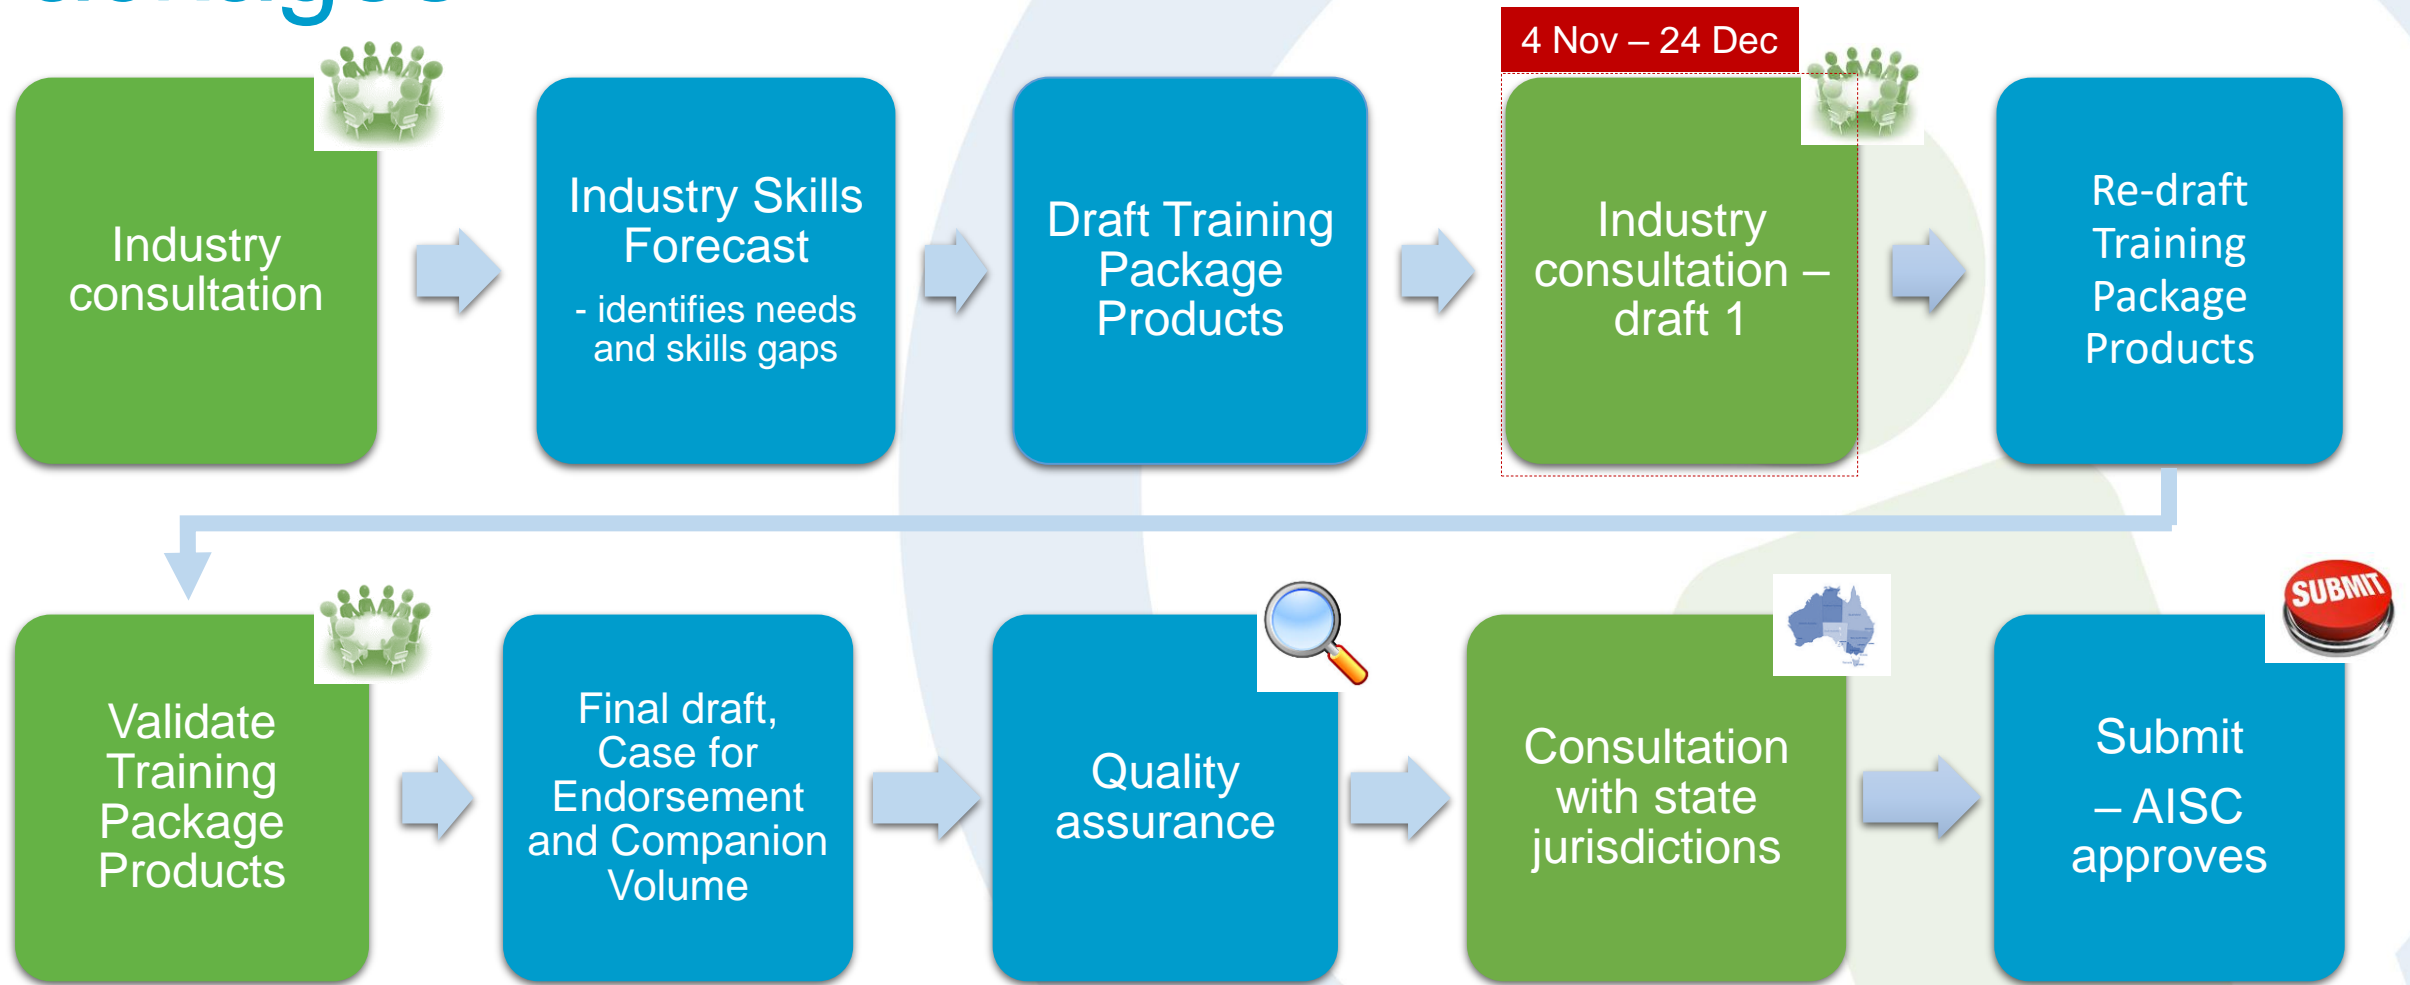 4 Nov – 24 Dec
Industry
consultation
Industry Skills
Forecast
- identifies needs
and skills gaps
Draft Training
Package
Products
Industry
consultation –
draft 1
Re-draft
Training
Package
Products
SUBMIT
Validate
Training
Package
Products
Final draft,
Case for
Endorsement
and Companion
Volume
Quality
assurance
Consultation
with state
jurisdictions
Submit
– AISC
approves